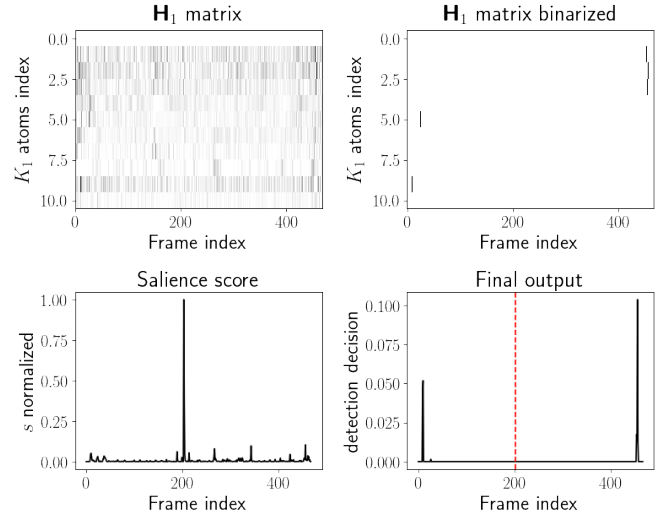 H₁ matrix
K₁ atoms index
0.0
2.5
5.0
7.5
10.0
0
200
400
Frame index
H₁ matrix binarized
K₁ atoms index
0.0
2.5
5.0
7.5
10.0
0
200
400
Frame index
Salience score
s normalized
1.00
0.75
0.50
0.25
0.00
0
200
400
Frame index
Final output
detection decision
0.100
0.075
0.050
0.025
0.000
0
200
400
Frame index